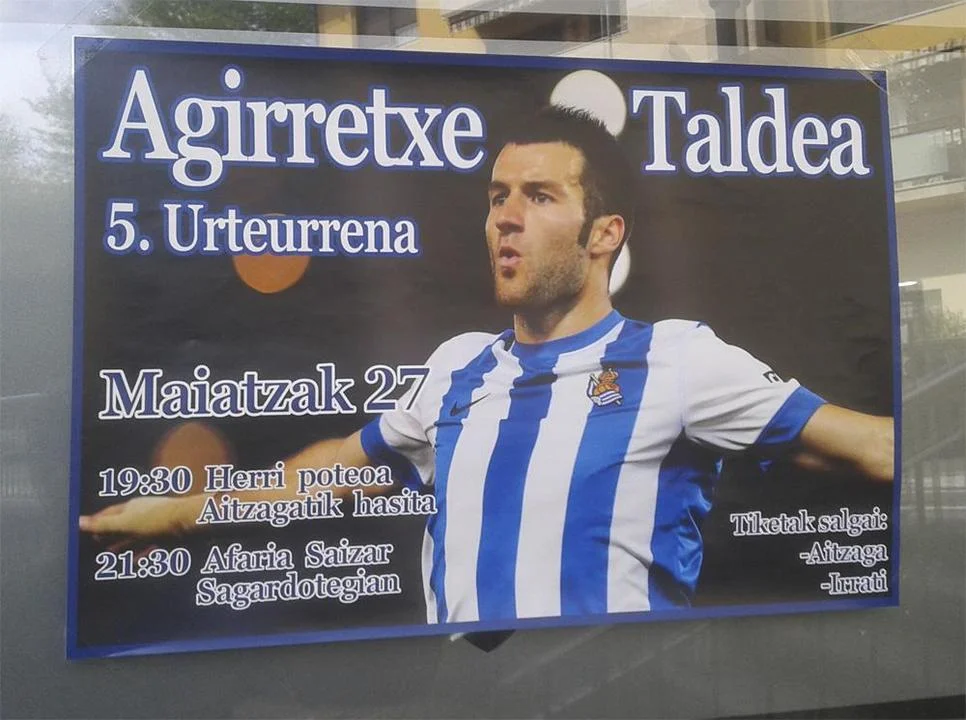 Agirretxe Taldea
5. Urteurrena
Maiatzak 27
19:30 Herri poteoa
Aitzagatik hasita
21:30 Afaria Saizar
Sagardotegian
Tiketak salgai:
-Aitzaga
-Irrati